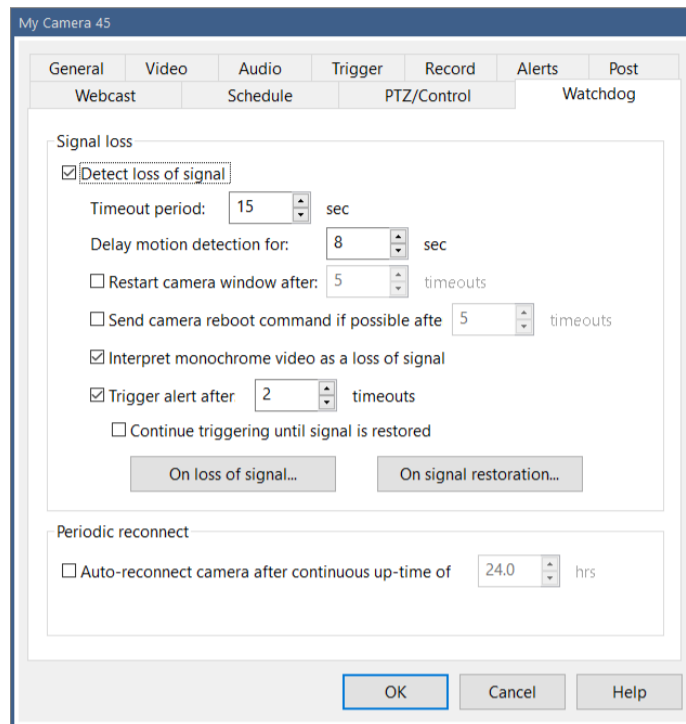 My Camera 45
General Video Audio Trigger Record Alerts Post
Webcast Schedule PTZ/Control Watchdog
Signal loss
Detect loss of signal
Timeout period: 15 sec
Delay motion detection for: 8 sec
Restart camera window after: 5 timeouts
Send camera reboot command if possible afte 5 timeouts
Interpret monochrome video as a loss of signal
Trigger alert after 2 timeouts
Continue triggering until signal is restored
On loss of signal... On signal restoration...
Periodic reconnect
Auto-reconnect camera after continuous up-time of 24.0 hrs
OK Cancel Help